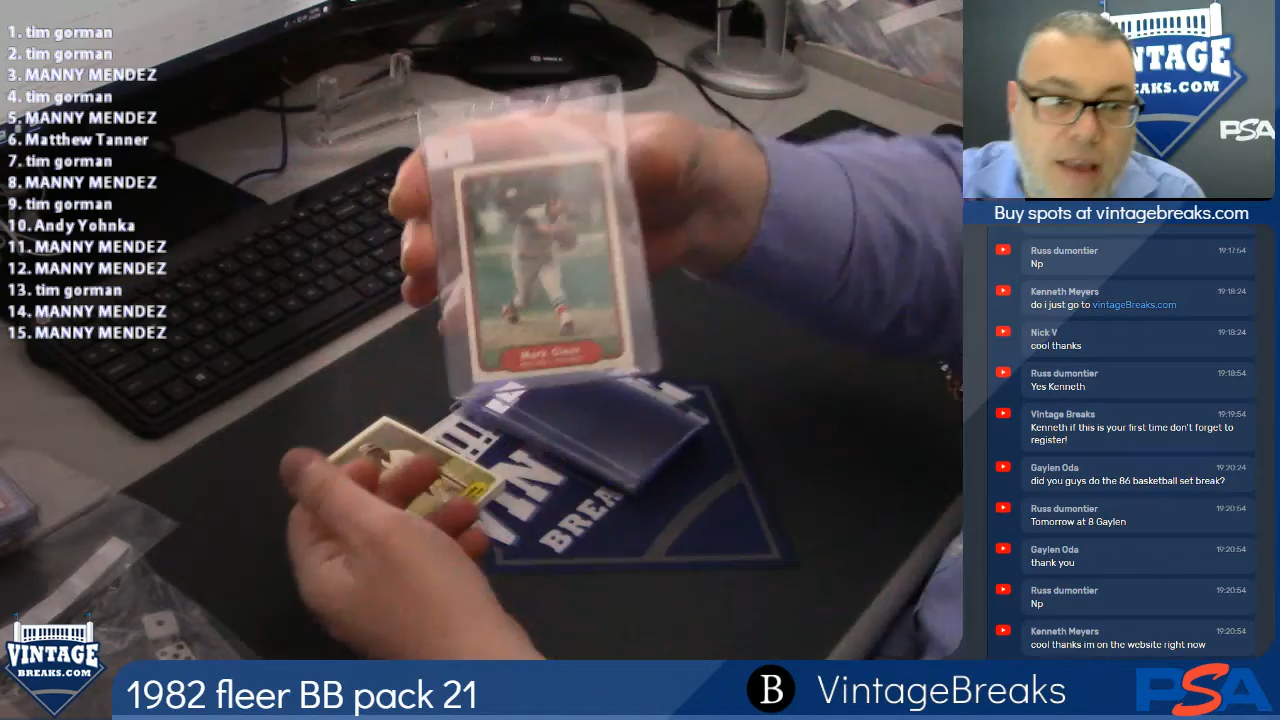 1. tim gorman
2. tim gorman
3. MANNY MENDEZ
4. tim gorman
5. MANNY MENDEZ
6. Matthew Tanner
7. tim gorman
8. MANNY MENDEZ
9. tim gorman
10. Andy Yohnka
11. MANNY MENDEZ
12. MANNY MENDEZ
13. tim gorman
14. MANNY MENDEZ
15. MANNY MENDEZ
VINTAGE
BREAKS.COM
PSA
Buy spots at vintagebreaks.com
Russ dumontier 19:17:54
Np
Kenneth Meyers 19:18:24
do i just go to vintageBreaks.com
Nick V 19:18:24
cool thanks
Russ dumontier 19:18:54
Yes Kenneth
Vintage Breaks 19:19:54
Kenneth if this is your first time don't forget to
register!
Gaylen Oda 19:20:24
did you guys do the 86 basketball set break?
Russ dumontier 19:20:54
Tomorrow at 8 Gaylen
Gaylen Oda 19:20:54
thank you
Russ dumontier 19:20:54
Np
Kenneth Meyers 19:20:54
cool thanks im on the website right now
Mark Clear
VIN
BREA
VINTAGE
BREAKS.COM
1982 fleer BB pack 21
B VintageBreaks
PSA